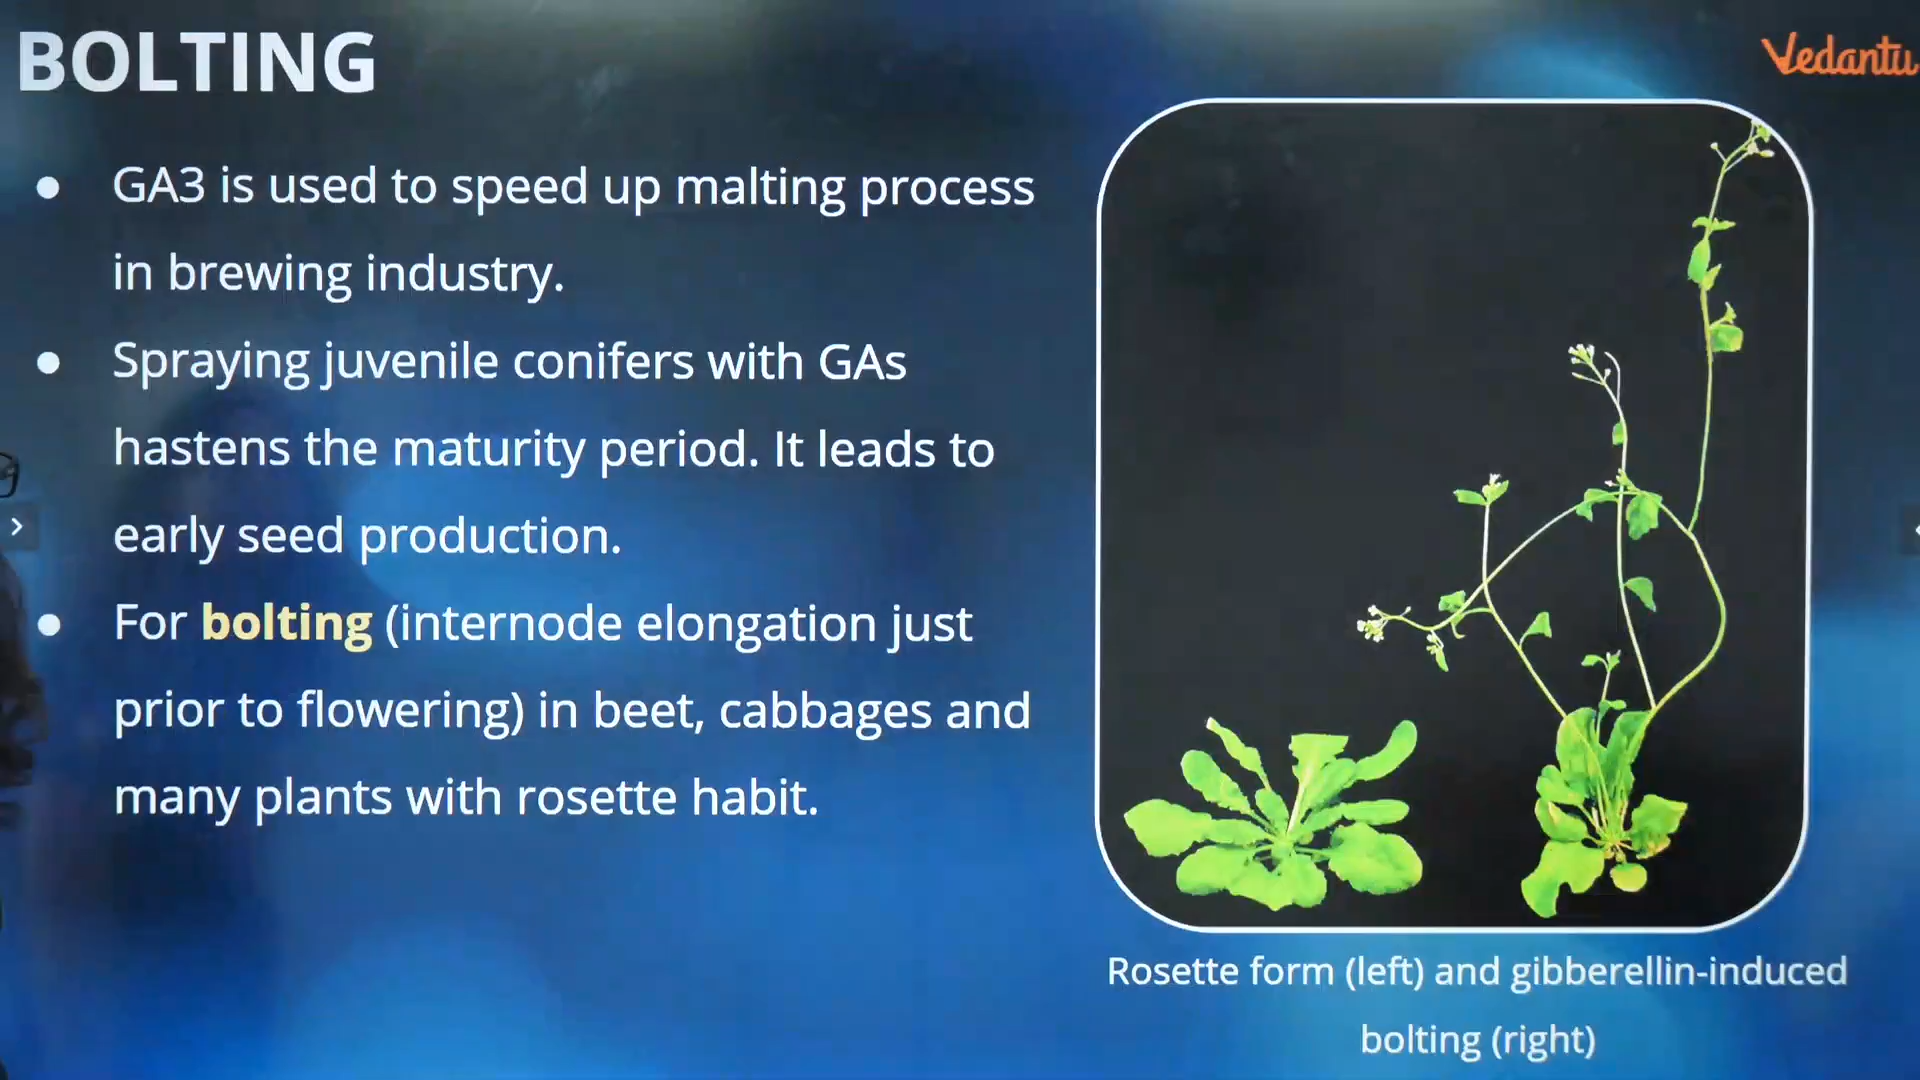 BOLTING
Vedantu
● GA3 is used to speed up malting process
in brewing industry.
● Spraying juvenile conifers with GAs
hastens the maturity period. It leads to
early seed production.
● For bolting (internode elongation just
prior to flowering) in beet, cabbages and
many plants with rosette habit.
Rosette form (left) and gibberellin-induced
bolting (right)